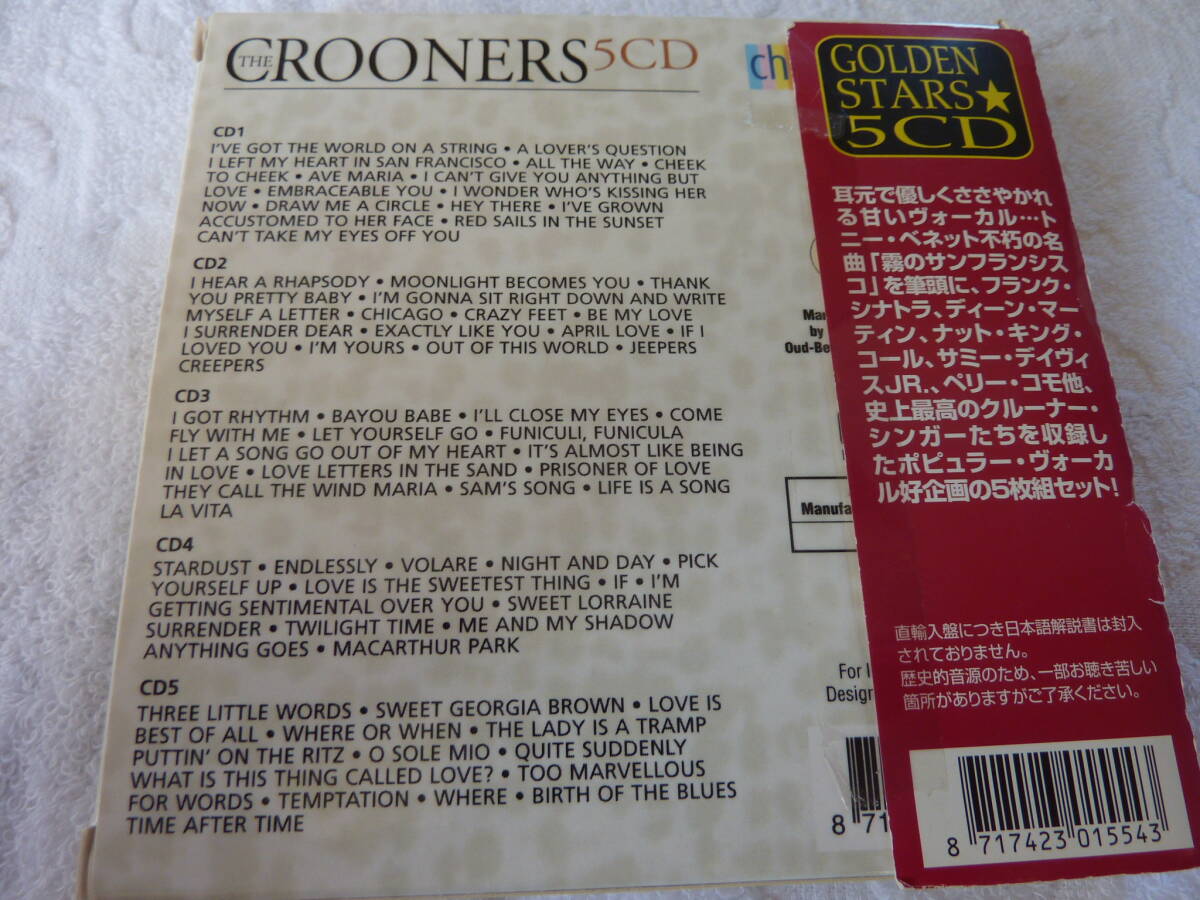 THE CROONERS 5CD
CD1
I'VE GOT THE WORLD ON A STRING • A LOVER'S QUESTION
I LEFT MY HEART IN SAN FRANCISCO • ALL THE WAY • CHEEK
TO CHEEK • AVE MARIA • I CAN'T GIVE YOU ANYTHING BUT
LOVE • EMBRACEABLE YOU • I WONDER WHO'S KISSING HER
NOW • DRAW ME A CIRCLE • HEY THERE • I'VE GROWN
ACCUSTOMED TO HER FACE • RED SAILS IN THE SUNSET
CAN'T TAKE MY EYES OFF YOU
CD2
I HEAR A RHAPSODY • MOONLIGHT BECOMES YOU • THANK
YOU PRETTY BABY • I'M GONNA SIT RIGHT DOWN AND WRITE
MYSELF A LETTER • CHICAGO • CRAZY FEET • BE MY LOVE
I SURRENDER DEAR • EXACTLY LIKE YOU • APRIL LOVE • IF I
LOVED YOU • I'M YOURS • OUT OF THIS WORLD • JEEPERS
CREEPERS
CD3
I GOT RHYTHM • BAYOU BABE • I'LL CLOSE MY EYES • COME
FLY WITH ME • LET YOURSELF GO • FUNICULI, FUNICULA
I LET A SONG GO OUT OF MY HEART • IT'S ALMOST LIKE BEING
IN LOVE • LOVE LETTERS IN THE SAND • PRISONER OF LOVE
THEY CALL THE WIND MARIA • SAM'S SONG • LIFE IS A SONG
LA VITA
CD4
STARDUST • ENDLESSLY • VOLARE • NIGHT AND DAY • PICK
YOURSELF UP • LOVE IS THE SWEETEST THING • IF • I'M
GETTING SENTIMENTAL OVER YOU • SWEET LORRAINE
SURRENDER • TWILIGHT TIME • ME AND MY SHADOW
ANYTHING GOES • MACARTHUR PARK
CD5
THREE LITTLE WORDS • SWEET GEORGIA BROWN • LOVE IS
BEST OF ALL • WHERE OR WHEN • THE LADY IS A TRAMP
PUTTIN' ON THE RITZ • O SOLE MIO • QUITE SUDDENLY
WHAT IS THIS THING CALLED LOVE? • TOO MARVELLOUS
FOR WORDS • TEMPTATION • WHERE • BIRTH OF THE BLUES
TIME AFTER TIME
ch
by
Oud-Be
Manufa
For I
Design
8 71
GOLDEN
STARS★
5CD
耳元で優しくささやかれ
る甘いヴォーカル…ト
ニー・ベネット不朽の名
曲「霧のサンフランシス
コ」を筆頭に、フランク・
シナトラ、ディーン・マー
ティン、ナット・キング・
コール、サミー・デイヴィ
スJR.、ペリー・コモ他、
史上最高のクルーナー・
シンガーたちを収録し
たポピュラー・ヴォーカ
ル好企画の5枚組セット!
直輸入盤につき日本語解説書は封入
されておりません。
歴史的音源のため、一部お聴き苦しい
箇所がありますがご了承ください。
8 717423 015543